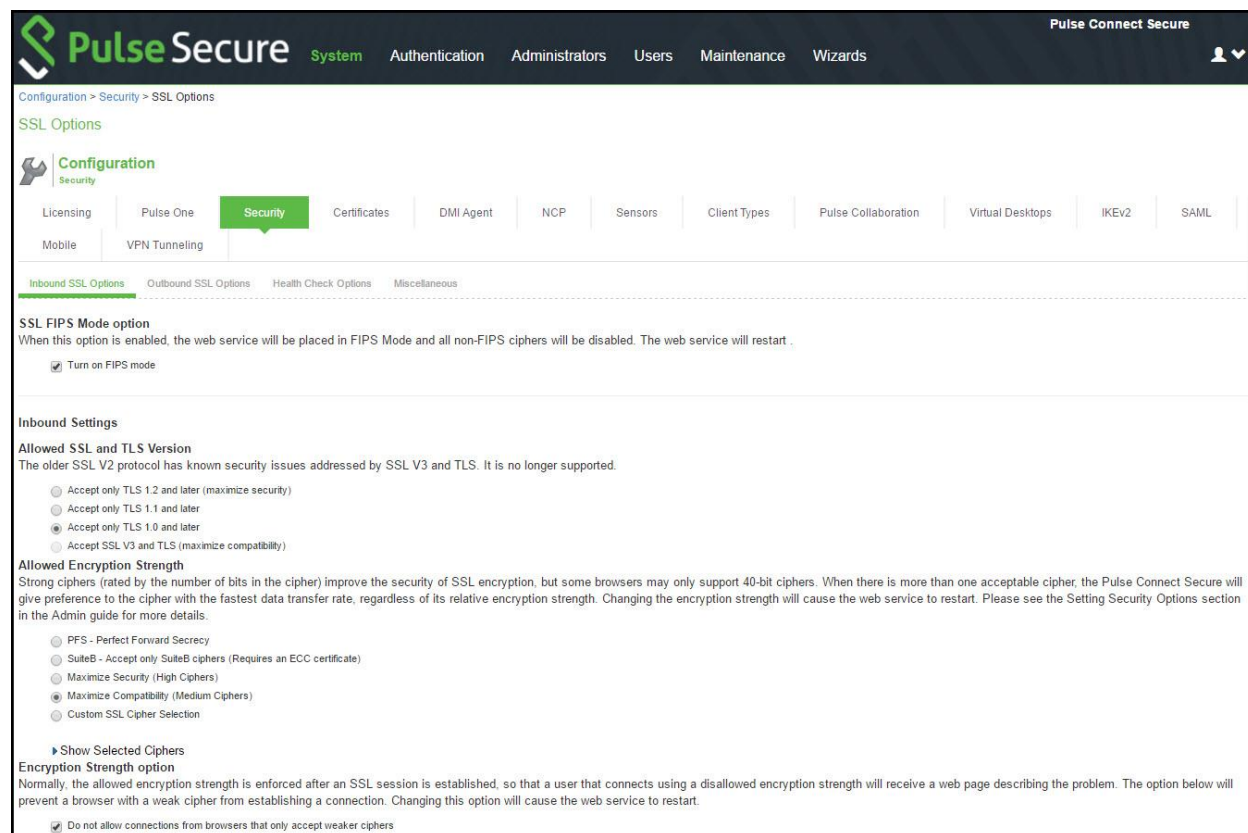 Pulse Connect Secure
Pulse Secure System Authentication Administrators Users Maintenance Wizards
Configuration > Security > SSL Options
SSL Options
Configuration
Security
Licensing Pulse One Security Certificates DMI Agent NCP Sensors Client Types Pulse Collaboration Virtual Desktops IKEv2 SAML
Mobile VPN Tunneling
Inbound SSL Options Outbound SSL Options Health Check Options Miscellaneous
SSL FIPS Mode option
When this option is enabled, the web service will be placed in FIPS Mode and all non-FIPS ciphers will be disabled. The web service will restart .
Turn on FIPS mode
Inbound Settings
Allowed SSL and TLS Version
The older SSL V2 protocol has known security issues addressed by SSL V3 and TLS. It is no longer supported.
Accept only TLS 1.2 and later (maximize security)
Accept only TLS 1.1 and later
Accept only TLS 1.0 and later
Accept SSL V3 and TLS (maximize compatibility)
Allowed Encryption Strength
Strong ciphers (rated by the number of bits in the cipher) improve the security of SSL encryption, but some browsers may only support 40-bit ciphers. When there is more than one acceptable cipher, the Pulse Connect Secure will
give preference to the cipher with the fastest data transfer rate, regardless of its relative encryption strength. Changing the encryption strength will cause the web service to restart. Please see the Setting Security Options section
in the Admin guide for more details.
PFS - Perfect Forward Secrecy
SuiteB - Accept only SuiteB ciphers (Requires an ECC certificate)
Maximize Security (High Ciphers)
Maximize Compatibility (Medium Ciphers)
Custom SSL Cipher Selection
Show Selected Ciphers
Encryption Strength option
Normally, the allowed encryption strength is enforced after an SSL session is established, so that a user that connects using a disallowed encryption strength will receive a web page describing the problem. The option below will
prevent a browser with a weak cipher from establishing a connection. Changing this option will cause the web service to restart.
Do not allow connections from browsers that only accept weaker ciphers